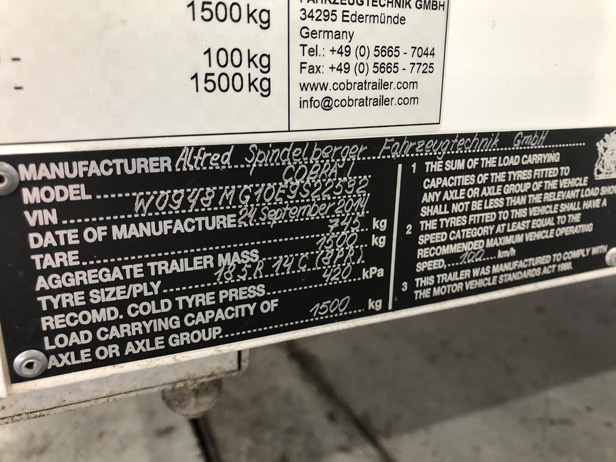 1500 kg
100 kg
1500 kg
FAHRZEUGTECHNIK GMBH
34295 Edermünde
Germany
Tel.: +49 (0) 5665 - 7044
Fax: +49 (0) 5665 - 7725
www.cobratrailer.com
info@cobratrailer.com
MANUFACTURER Alfred Spindelberger Fahrzeugtechnik GmbH
MODEL COBRA 1
VIN W0948MG10E9S22592
DATE OF MANUFACTURE 24 September 2014
TARE 745 kg
AGGREGATE TRAILER MASS 1500 kg
TYRE SIZE/PLY 185R 14C (8PR)
RECOMD. COLD TYRE PRESS 420 kPa
LOAD CARRYING CAPACITY OF
AXLE OR AXLE GROUP 1500 kg
1 THE SUM OF THE LOAD CARRYING
CAPACITIES OF THE TYRES FITTED TO
ANY AXLE OR AXLE GROUP OF THE VEHICLE
SHALL NOT BE LESS THAN THE RELEVANT LOAD
2 THE TYRES FITTED TO THIS VEHICLE SHALL HAVE A
SPEED CATEGORY AT LEAST EQUAL TO THE
RECOMMENDED MAXIMUM VEHICLE OPERATING
SPEED, 100 km/h
3 THIS TRAILER WAS MANUFACTURED TO COMPLY WITH
THE MOTOR VEHICLE STANDARDS ACT 1989.